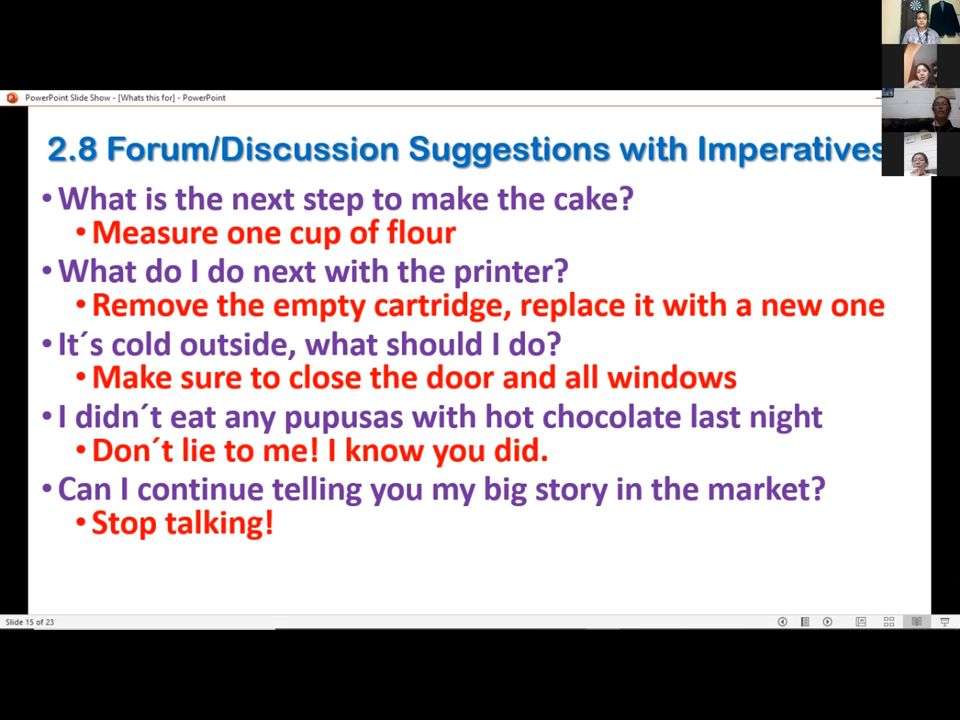 PowerPoint Slide Show - [Whats this for] - PowerPoint
2.8 Forum/Discussion Suggestions with Imperatives
• What is the next step to make the cake?
• Measure one cup of flour
• What do I do next with the printer?
• Remove the empty cartridge, replace it with a new one
• It´s cold outside, what should I do?
• Make sure to close the door and all windows
• I didn´t eat any pupusas with hot chocolate last night
• Don´t lie to me! I know you did.
• Can I continue telling you my big story in the market?
• Stop talking!
Slide 15 of 23